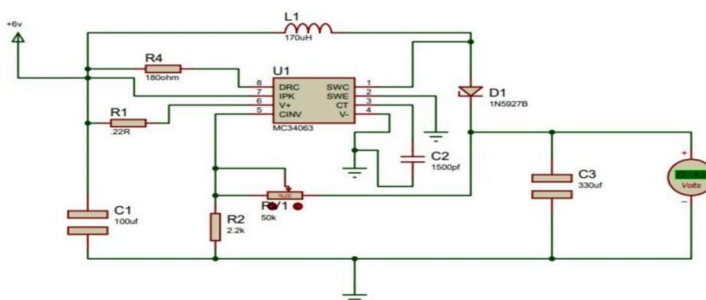 +6v
L1
170uH
R4
180ohm
U1
8 DRC SWC 1
7 IPK SWE 2
6 V+ CT 3
5 CINV V- 4
MC34063
R1
.22R
D1
1N5927B
C2
1500pf
C3
330uf
+
Volts
-
RV1
50k
C1
100uf
R2
2.2k